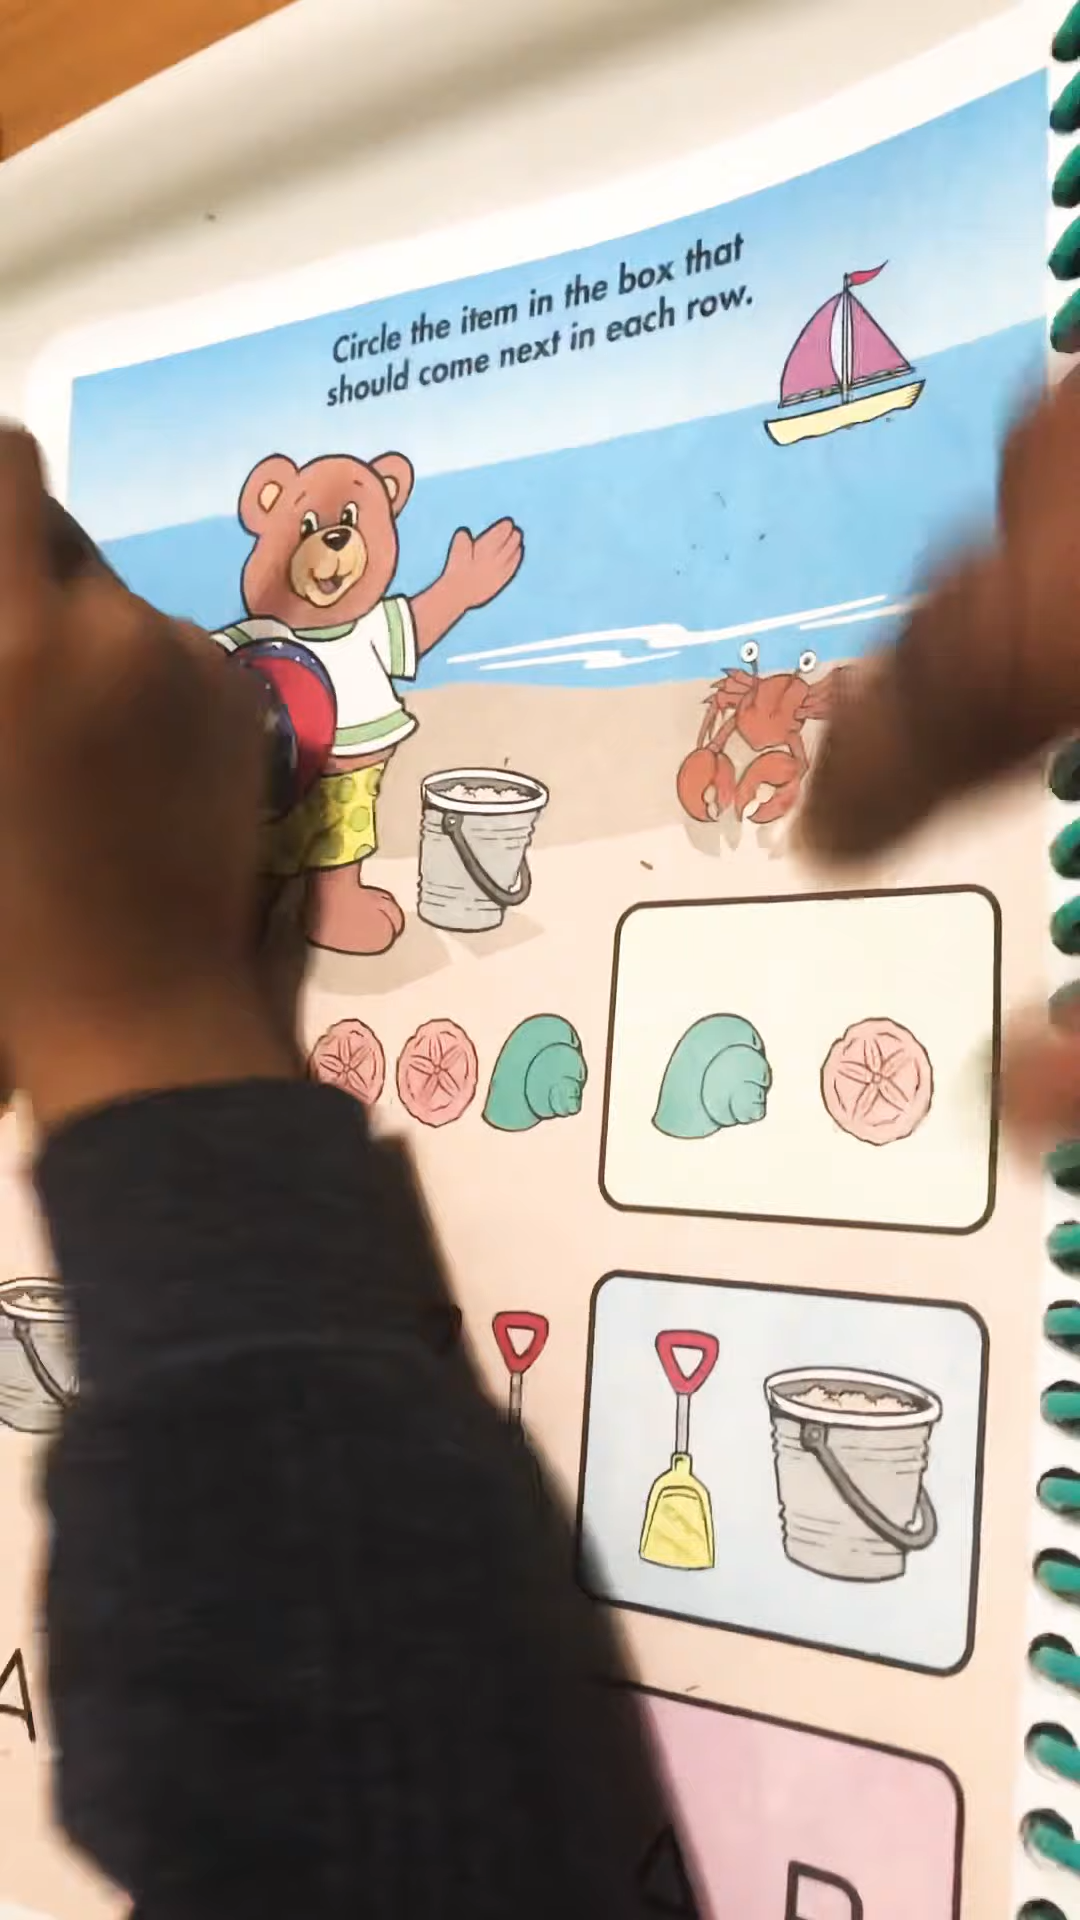 Circle the item in the box that
should come next in each row.
A